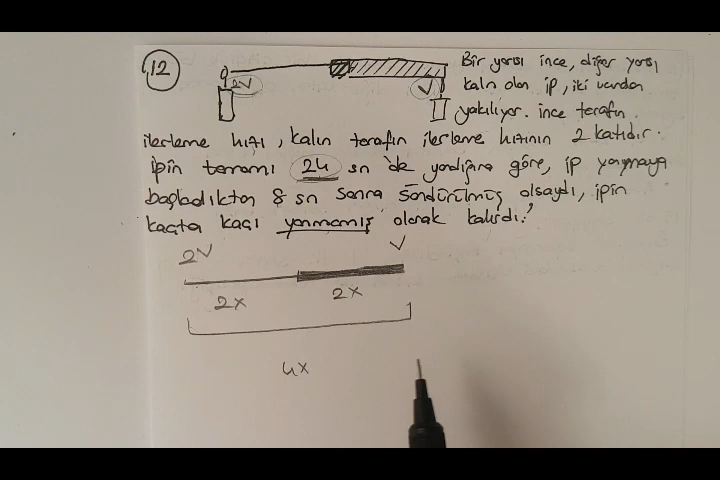 12
2V
V
Bir yarısı ince, diğer yarısı
kalın olan ip, iki ucundan
yakılıyor. ince tarafın
ilerleme hızı, kalın tarafın ilerleme hızının 2 katıdır.
ipin tamamı 24 sn 'de yandığına göre, ip yanmaya
başladıktan 8 sn sonra söndürülmüş olsaydı, ipin
kaçta kaçı yanmamış olarak kalırdı?
2V V
2x 2x
4x